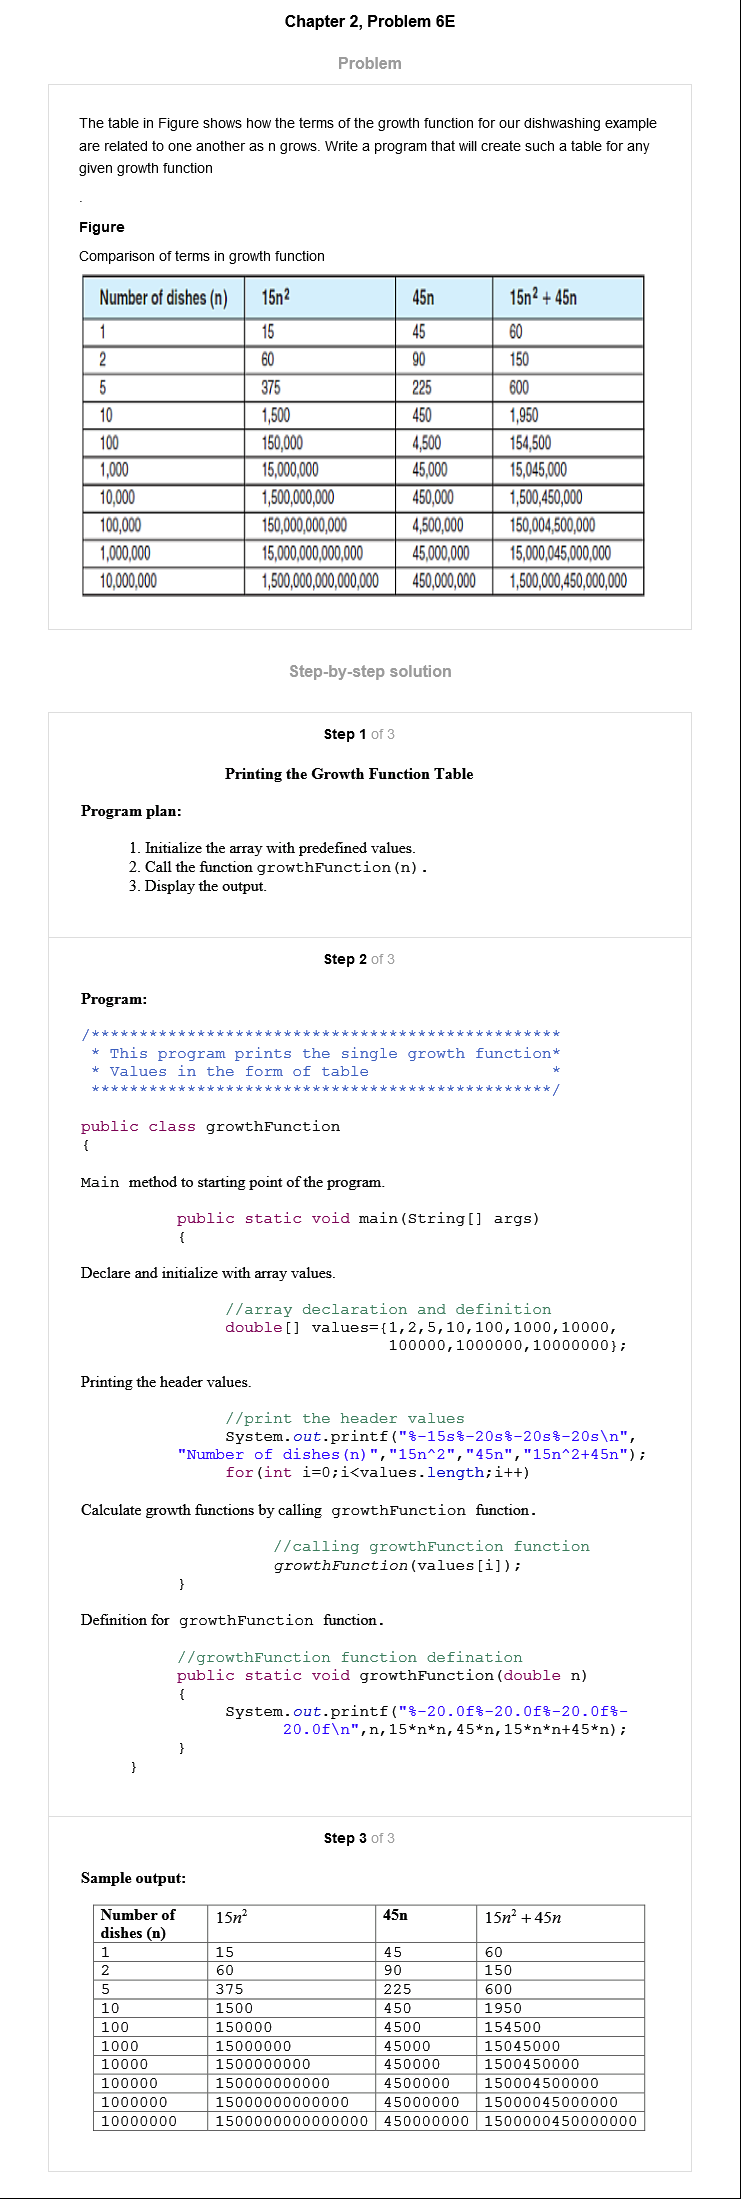 Chapter 2, Problem 6E
Problem
The table in Figure shows how the terms of the growth function for our dishwashing example
are related to one another as n grows. Write a program that will create such a table for any
given growth function
.
Figure
Comparison of terms in growth function
Number of dishes (n) 15n² 45n 15n² + 45n
1 15 45 60
2 60 90 150
5 375 225 600
10 1,500 450 1,950
100 150,000 4,500 154,500
1,000 15,000,000 45,000 15,045,000
10,000 1,500,000,000 450,000 1,500,450,000
100,000 150,000,000,000 4,500,000 150,004,500,000
1,000,000 15,000,000,000,000 45,000,000 15,000,045,000,000
10,000,000 1,500,000,000,000,000 450,000,000 1,500,000,450,000,000
Step-by-step solution
Step 1 of 3
Printing the Growth Function Table
Program plan:
1. Initialize the array with predefined values.
2. Call the function growthFunction(n).
3. Display the output.
Step 2 of 3
Program:
/*************************************************
* This program prints the single growth function*
* Values in the form of table *
************************************************/
public class growthFunction
{
Main method to starting point of the program.
public static void main(String[] args)
{
Declare and initialize with array values.
//array declaration and definition
double[] values={1,2,5,10,100,1000,10000,
100000,1000000,10000000};
Printing the header values.
//print the header values
System.out.printf("%-15s%-20s%-20s%-20s\n",
"Number of dishes(n)","15n^2","45n","15n^2+45n");
for(int i=0;i<values.length;i++)
Calculate growth functions by calling growthFunction function.
//calling growthFunction function
growthFunction(values[i]);
}
Definition for growthFunction function.
//growthFunction function defination
public static void growthFunction(double n)
{
System.out.printf("%-20.0f%-20.0f%-20.0f%-
20.0f\n",n,15*n*n,45*n,15*n*n+45*n);
}
}
Step 3 of 3
Sample output:
Number of 15n² 45n 15n² + 45n
dishes (n)
1 15 45 60
2 60 90 150
5 375 225 600
10 1500 450 1950
100 150000 4500 154500
1000 15000000 45000 15045000
10000 1500000000 450000 1500450000
100000 150000000000 4500000 150004500000
1000000 15000000000000 45000000 15000045000000
10000000 1500000000000000 450000000 1500000450000000